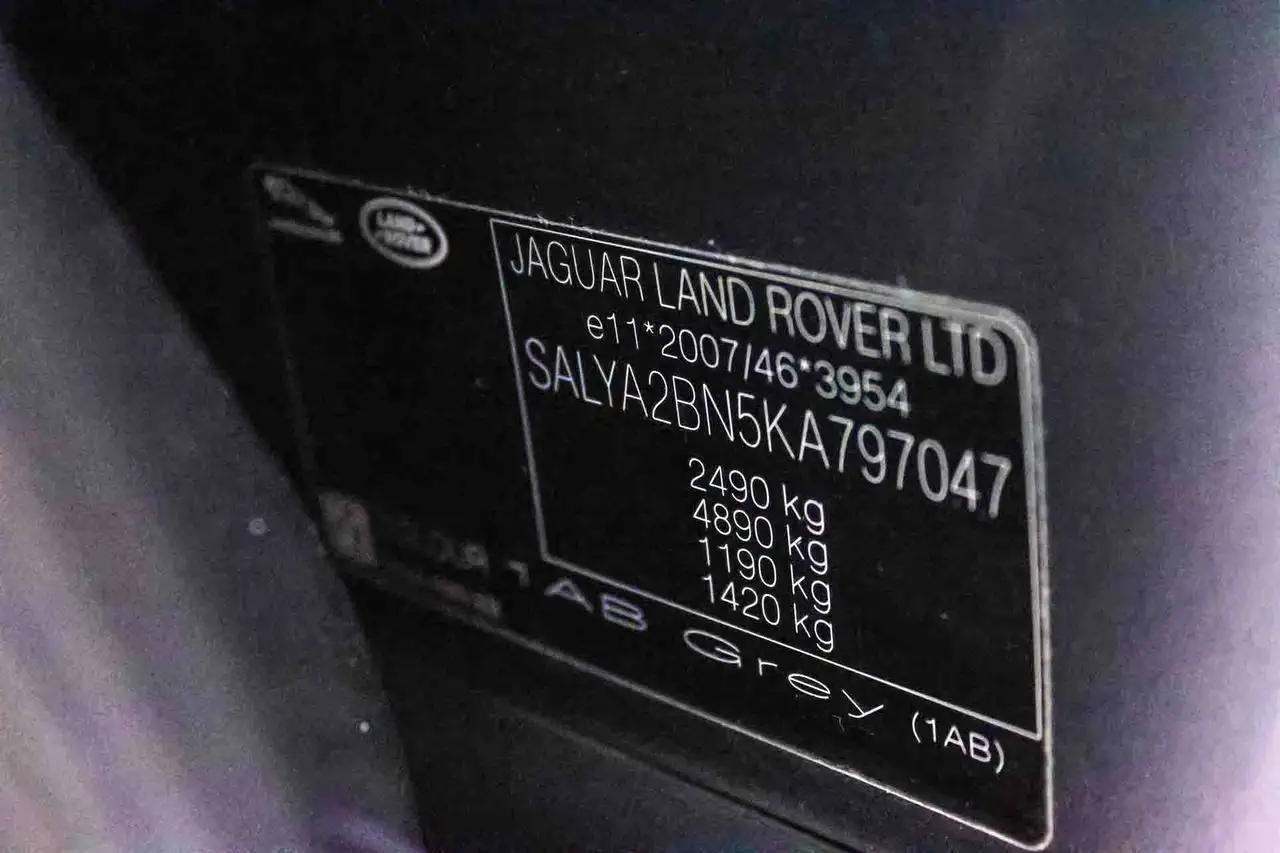 LAND ROVER
JAGUAR LAND ROVER LTD
e11*2007/46*3954
SALYA2BN5KA797047
2490 kg
4890 kg
1190 kg
1420 kg
1AB Grey (1AB)